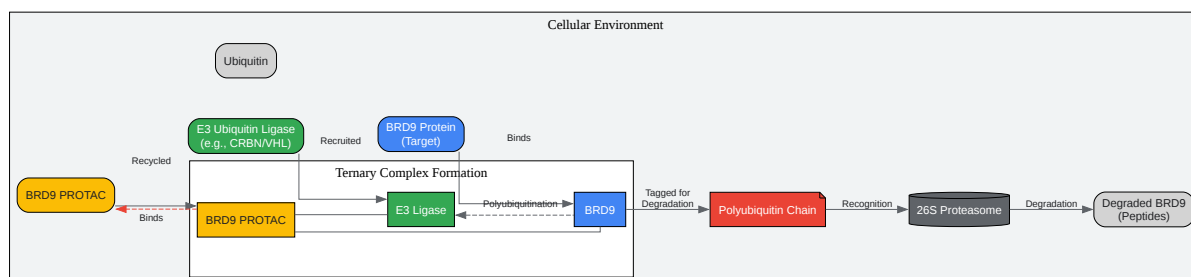 Cellular Environment
Ubiquitin
E3 Ubiquitin Ligase
(e.g., CRBN/VHL)
Recruited
BRD9 Protein
(Target)
Binds
Recycled
Ternary Complex Formation
BRD9 PROTAC
Binds
BRD9 PROTAC
E3 Ligase
Polyubiquitination
BRD9
Tagged for
Degradation
Polyubiquitin Chain
Recognition
26S Proteasome
Degradation
Degraded BRD9
(Peptides)